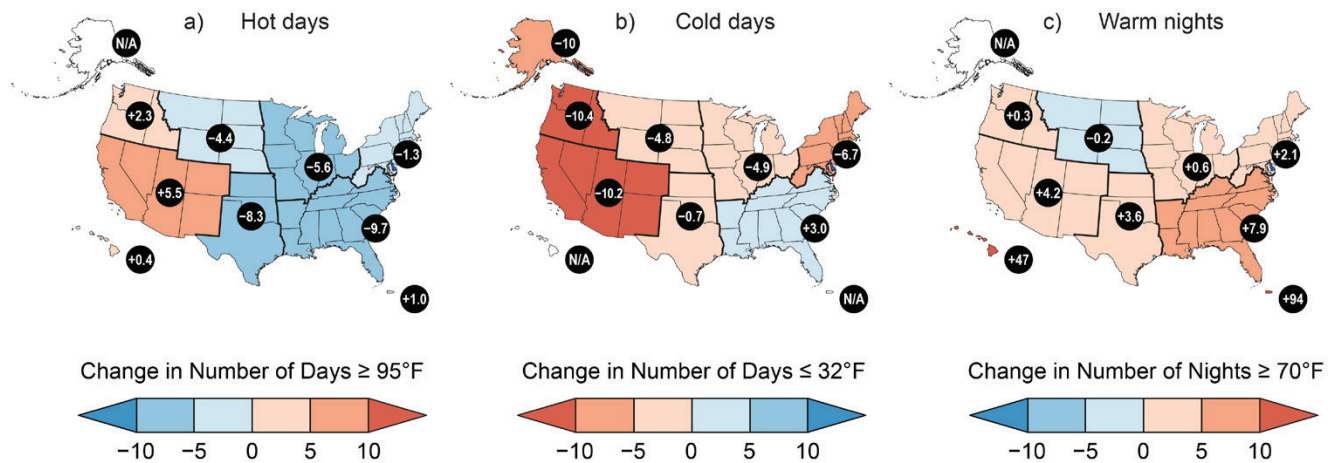 a) Hot days
N/A
+2.3
−4.4
−5.6
−1.3
+5.5
−8.3
−9.7
+0.4
+1.0
Change in Number of Days ≥ 95°F
−10 −5 0 5 10
b) Cold days
−10
−10.4
−4.8
−4.9
−6.7
−10.2
−0.7
+3.0
N/A
N/A
Change in Number of Days ≤ 32°F
−10 −5 0 5 10
c) Warm nights
N/A
+0.3
−0.2
+0.6
+2.1
+4.2
+3.6
+7.9
+47
+94
Change in Number of Nights ≥ 70°F
−10 −5 0 5 10